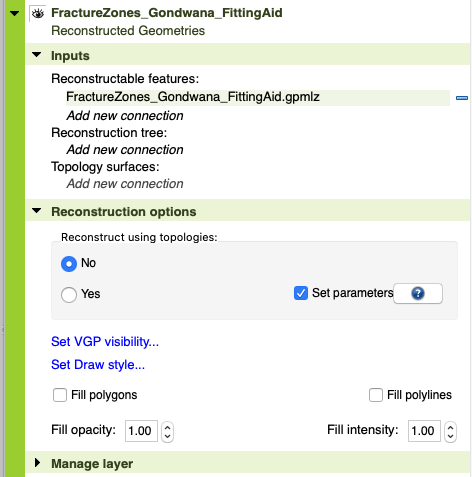 FractureZones_Gondwana_FittingAid
Reconstructed Geometries
Inputs
Reconstructable features:
FractureZones_Gondwana_FittingAid.gpmlz
Add new connection
Reconstruction tree:
Add new connection
Topology surfaces:
Add new connection
Reconstruction options
Reconstruct using topologies:
No
Yes
Set parameters
?
Set VGP visibility...
Set Draw style...
Fill polygons
Fill polylines
Fill opacity: 1.00
Fill intensity: 1.00
Manage layer